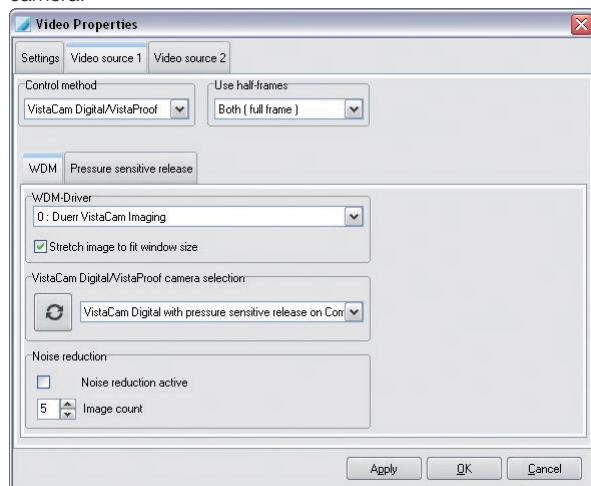 camera.
Video Properties
Settings Video source 1 Video source 2
Control method Use half-frames
VistaCam Digital/VistaProof Both ( full frame )
WDM Pressure sensitive release
WDM-Driver
0 : Duerr VistaCam Imaging
Stretch image to fit window size
VistaCam Digital/VistaProof camera selection
VistaCam Digital with pressure sensitive release on Com
Noise reduction
Noise reduction active
5 Image count
Apply OK Cancel